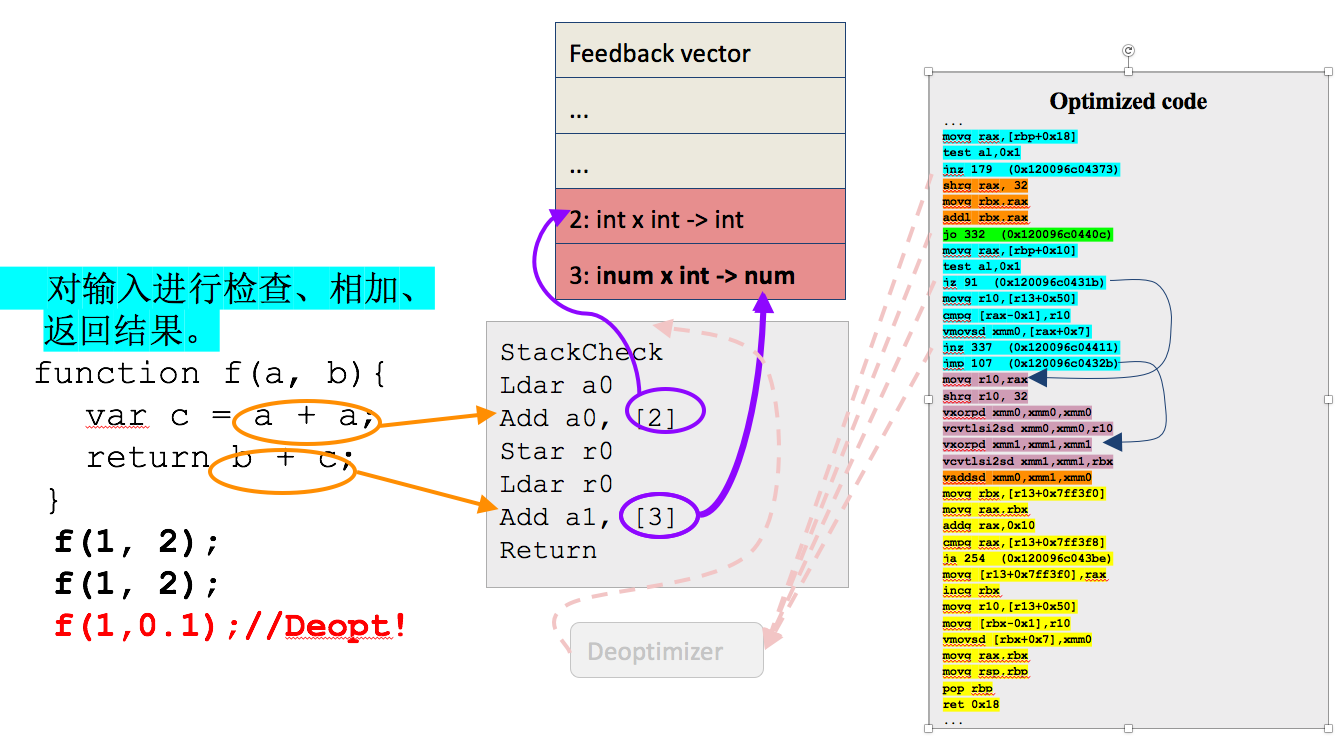 Feedback vector
...
...
2: int x int -> int
3: inum x int -> num
对输入进行检查、相加、
返回结果。
function f(a, b){
var c = a + a;
return b + c;
}
f(1, 2);
f(1, 2);
f(1,0.1);//Deopt!
StackCheck
Ldar a0
Add a0, [2]
Star r0
Ldar r0
Add a1, [3]
Return
Deoptimizer
Optimized code
...
movq rax,[rbp+0x18]
test al,0x1
jnz 179 (0x120096c04373)
shrq rax, 32
movq rbx,rax
addl rbx,rax
jo 332 (0x120096c0440c)
movq rax,[rbp+0x10]
test al,0x1
jz 91 (0x120096c0431b)
movq r10,[r13+0x50]
cmpq [rax-0x1],r10
vmovsd xmm0,[rax+0x7]
jnz 337 (0x120096c04411)
jmp 107 (0x120096c0432b)
movq r10,rax
shrq r10, 32
vxorpd xmm0,xmm0,xmm0
vcvtlsi2sd xmm0,xmm0,r10
vxorpd xmm1,xmm1,xmm1
vcvtlsi2sd xmm1,xmm1,rbx
vaddsd xmm0,xmm1,xmm0
movq rbx,[r13+0x7ff3f0]
movq rax,rbx
addq rax,0x10
cmpq rax,[r13+0x7ff3f8]
ja 254 (0x120096c043be)
movq [r13+0x7ff3f0],rax
incq rbx
movq r10,[r13+0x50]
movq [rbx-0x1],r10
vmovsd [rbx+0x7],xmm0
movq rax,rbx
movq rsp,rbp
pop rbp
ret 0x18
...